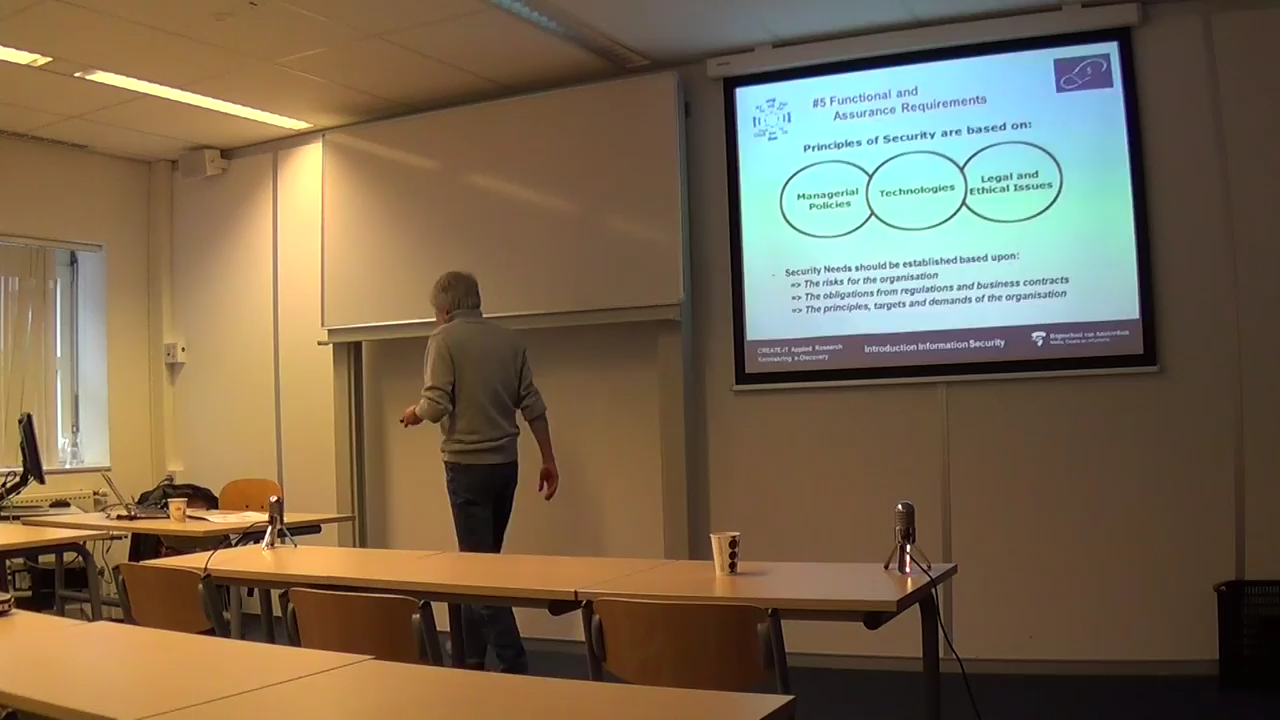 #5 Functional and
Assurance Requirements
Principles of Security are based on:
Managerial
Policies
Technologies
Legal and
Ethical Issues
- Security Needs should be established based upon:
=> The risks for the organisation
=> The obligations from regulations and business contracts
=> The principles, targets and demands of the organisation
CREATE-IT Applied Research
e-Discovery
Introduction Information Security
Hogeschool van Amsterdam